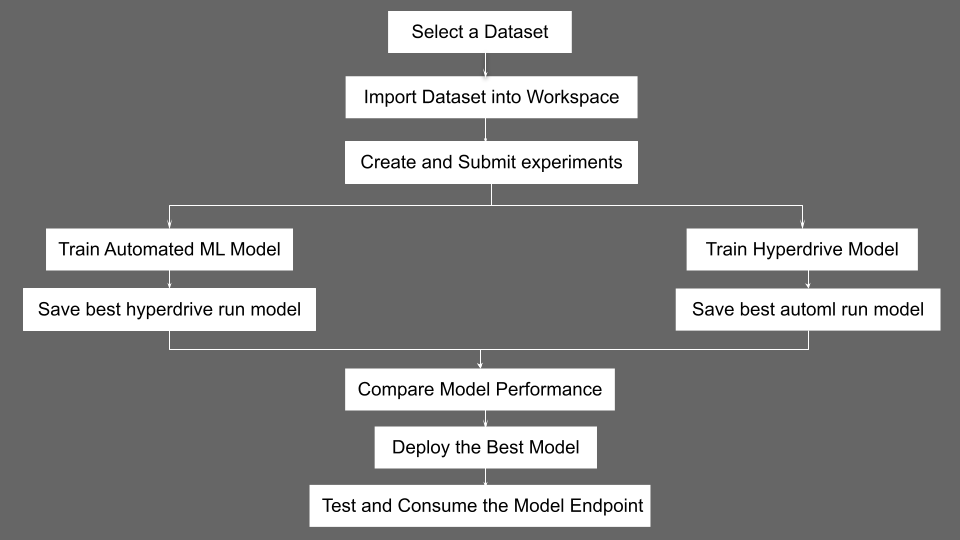 Select a Dataset
Import Dataset into Workspace
Create and Submit experiments
Train Automated ML Model
Train Hyperdrive Model
Save best hyperdrive run model
Save best automl run model
Compare Model Performance
Deploy the Best Model
Test and Consume the Model Endpoint